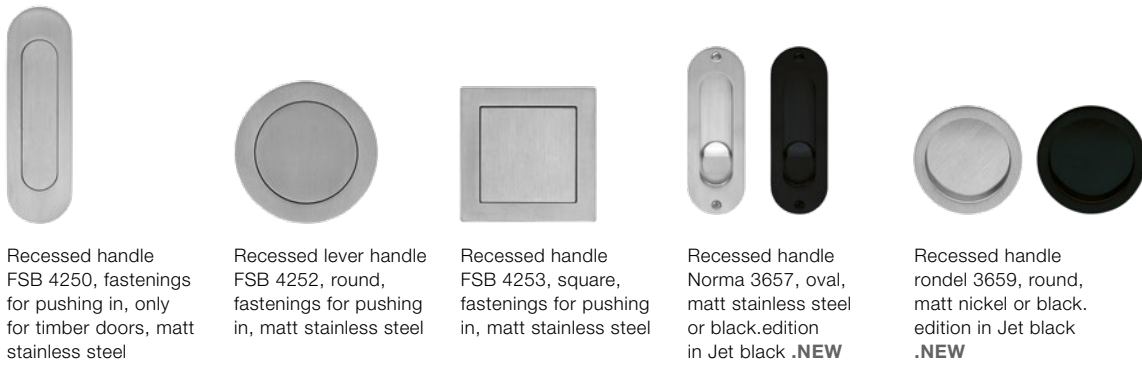 Recessed handle
FSB 4250, fastenings
for pushing in, only
for timber doors, matt
stainless steel
Recessed lever handle
FSB 4252, round,
fastenings for pushing
in, matt stainless steel
Recessed handle
FSB 4253, square,
fastenings for pushing
in, matt stainless steel
Recessed handle
Norma 3657, oval,
matt stainless steel
or black.edition
in Jet black .NEW
Recessed handle
rondel 3659, round,
matt nickel or black.
edition in Jet black
.NEW